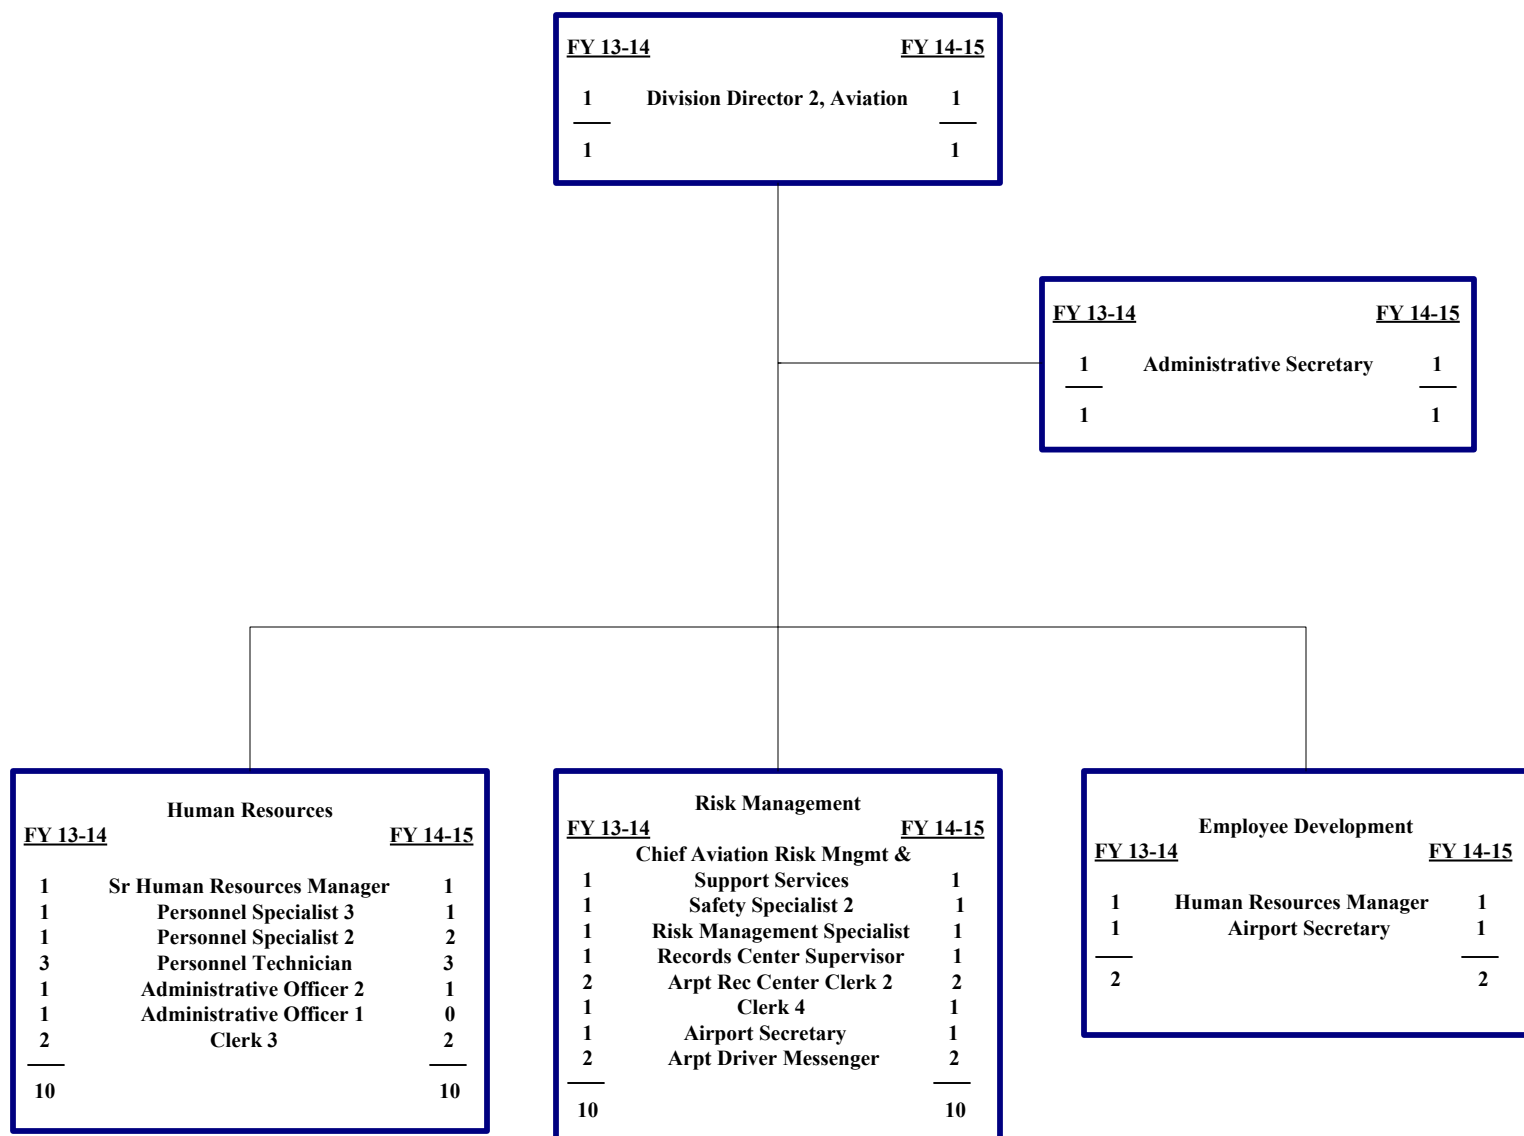 FY 13-14 FY 14-15
1 Division Director 2, Aviation 1
1 1
FY 13-14 FY 14-15
1 Administrative Secretary 1
1 1
Human Resources
FY 13-14 FY 14-15
1 Sr Human Resources Manager 1
1 Personnel Specialist 3 1
1 Personnel Specialist 2 2
3 Personnel Technician 3
1 Administrative Officer 2 1
1 Administrative Officer 1 0
2 Clerk 3 2
10 10
Risk Management
FY 13-14 FY 14-15
Chief Aviation Risk Mngmt &
1 Support Services 1
1 Safety Specialist 2 1
1 Risk Management Specialist 1
1 Records Center Supervisor 1
2 Arpt Rec Center Clerk 2 2
1 Clerk 4 1
1 Airport Secretary 1
2 Arpt Driver Messenger 2
10 10
Employee Development
FY 13-14 FY 14-15
1 Human Resources Manager 1
1 Airport Secretary 1
2 2